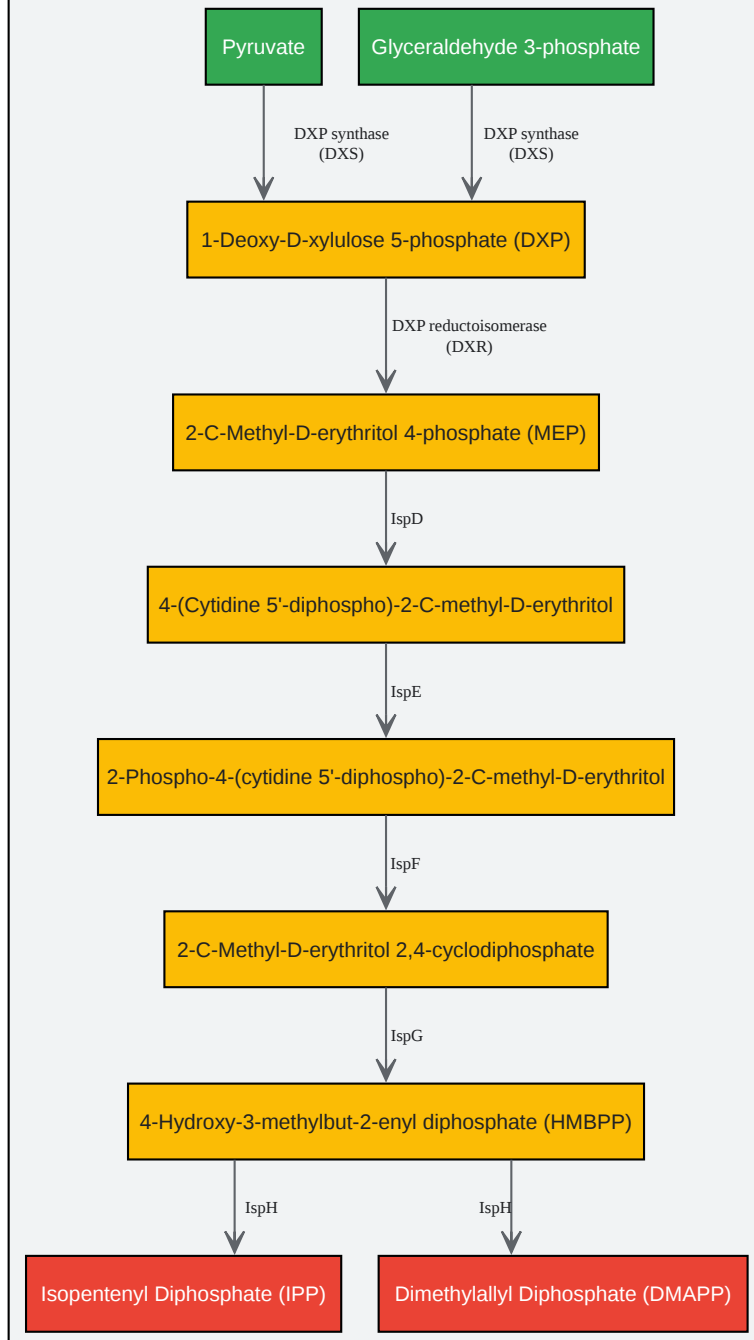 Pyruvate
Glyceraldehyde 3-phosphate
DXP synthase
(DXS)
DXP synthase
(DXS)
1-Deoxy-D-xylulose 5-phosphate (DXP)
DXP reductoisomerase
(DXR)
2-C-Methyl-D-erythritol 4-phosphate (MEP)
IspD
4-(Cytidine 5'-diphospho)-2-C-methyl-D-erythritol
IspE
2-Phospho-4-(cytidine 5'-diphospho)-2-C-methyl-D-erythritol
IspF
2-C-Methyl-D-erythritol 2,4-cyclodiphosphate
IspG
4-Hydroxy-3-methylbut-2-enyl diphosphate (HMBPP)
IspH
IspH
Isopentenyl Diphosphate (IPP)
Dimethylallyl Diphosphate (DMAPP)